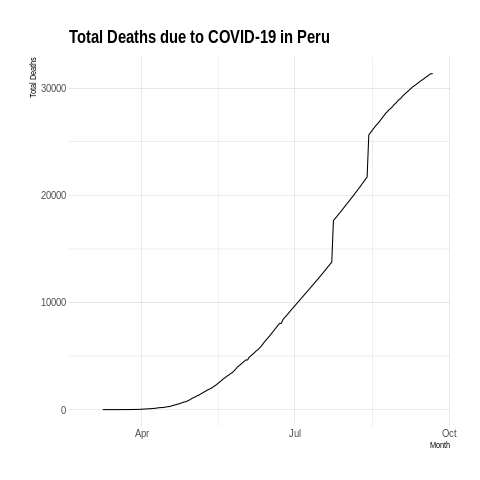 Total Deaths due to COVID-19 in Peru
Total Deaths
30000
20000
10000
0
Apr
Jul
Oct
Month